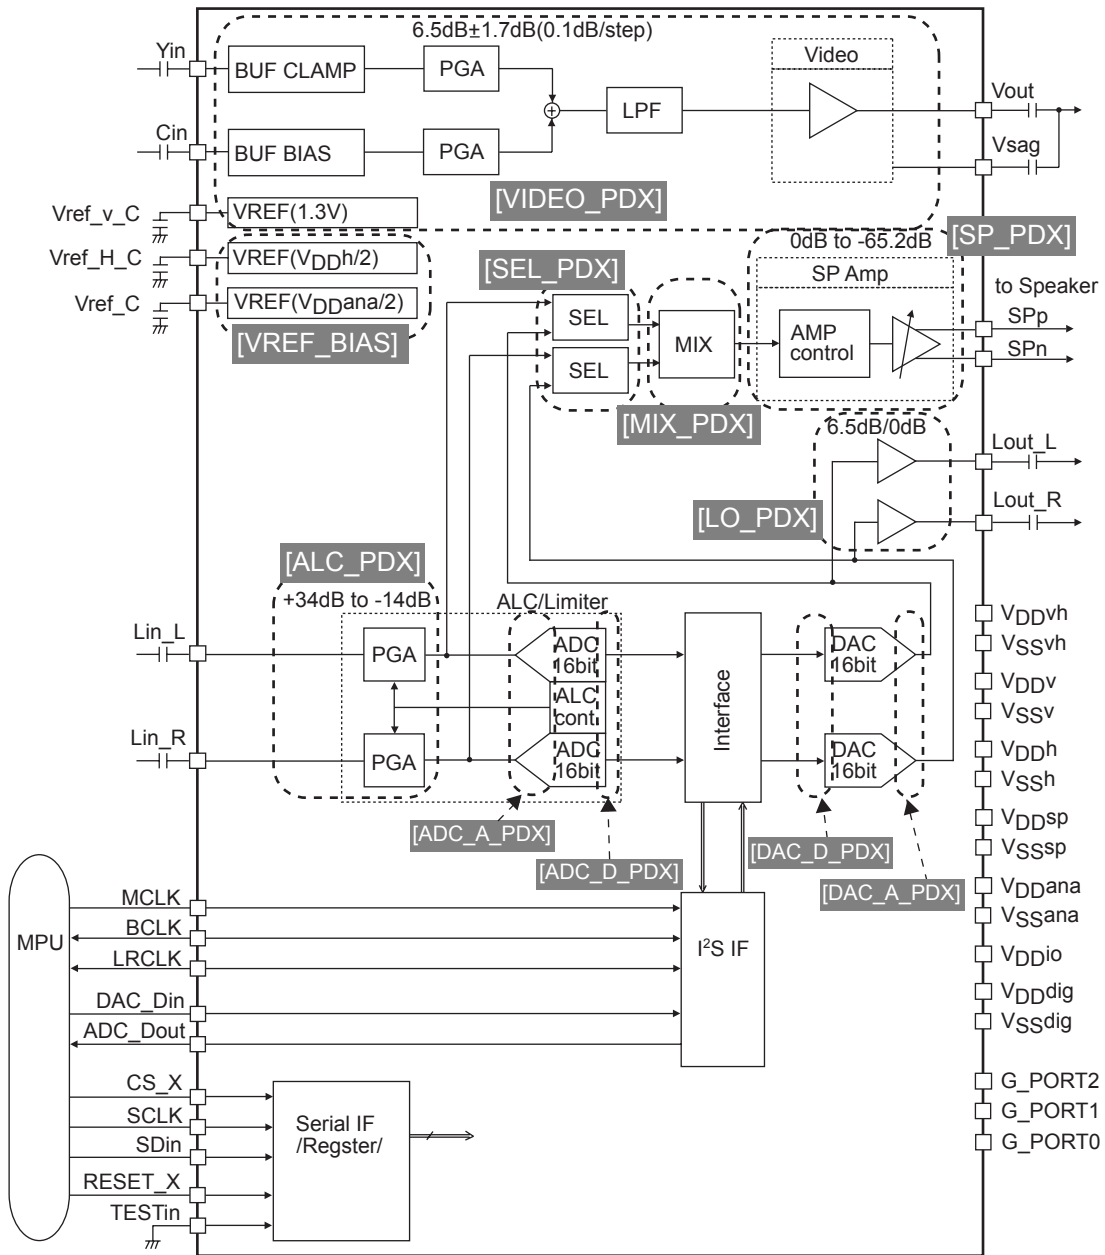 6.5dB±1.7dB(0.1dB/step)
Yin
BUF CLAMP
PGA
Video
LPF
Vout
Cin
BUF BIAS
PGA
Vsag
[VIDEO_PDX]
Vref_v_C
VREF(1.3V)
Vref_H_C
VREF(VDDh/2)
Vref_C
VREF(VDDana/2)
[VREF_BIAS]
[SEL_PDX]
SEL
SEL
MIX
[MIX_PDX]
0dB to -65.2dB
[SP_PDX]
SP Amp
AMP
control
to Speaker
SPp
SPn
6.5dB/0dB
Lout_L
Lout_R
[LO_PDX]
[ALC_PDX]
+34dB to -14dB
ALC/Limiter
Lin_L
PGA
ADC
16bit
ALC
cont.
Lin_R
PGA
ADC
16bit
Interface
DAC
16bit
DAC
16bit
[ADC_A_PDX]
[ADC_D_PDX]
[DAC_D_PDX]
[DAC_A_PDX]
VDDvh
VSSvh
VDDv
VSSv
VDDh
VSSh
VDDsp
VSSsp
VDDana
VSSana
VDDio
VDDdig
VSSdig
G_PORT2
G_PORT1
G_PORT0
MPU
MCLK
BCLK
LRCLK
DAC_Din
ADC_Dout
I²S IF
CS_X
SCLK
SDin
RESET_X
TESTin
Serial IF
/Regster/